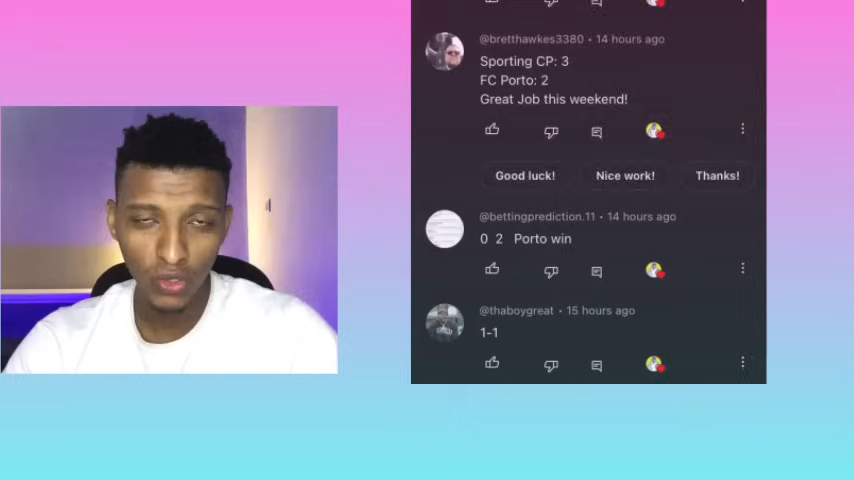 @bretthawkes3380 • 14 hours ago
Sporting CP: 3
FC Porto: 2
Great Job this weekend!
Good luck!
Nice work!
Thanks!
@bettingprediction.11 • 14 hours ago
0 2 Porto win
@thaboygreat • 15 hours ago
1-1